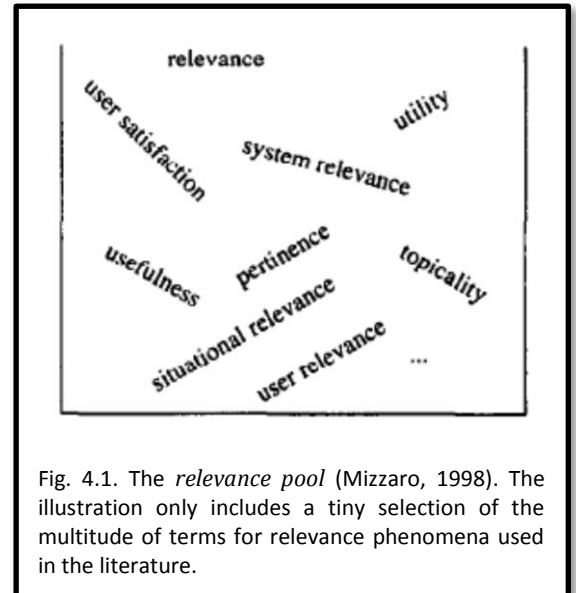 relevance
user satisfaction
utility
system relevance
usefulness
pertinence
topicality
situational relevance
user relevance
...
Fig. 4.1. The relevance pool (Mizzaro, 1998). The
illustration only includes a tiny selection of the
multitude of terms for relevance phenomena used
in the literature.